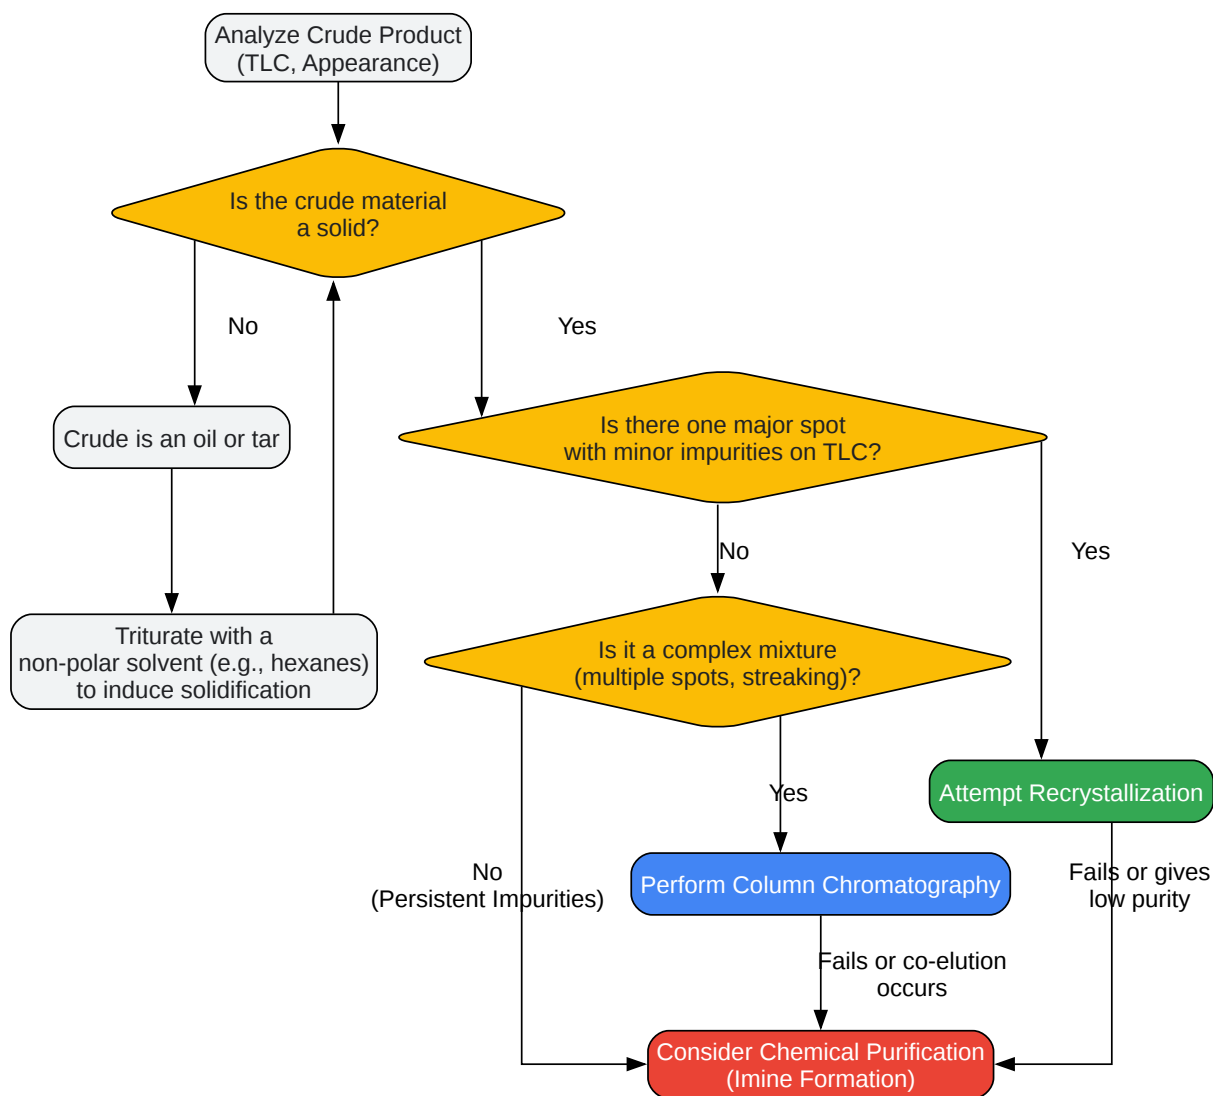 Analyze Crude Product
(TLC, Appearance)
Is the crude material
a solid?
No
Yes
Crude is an oil or tar
Is there one major spot
with minor impurities on TLC?
No
Yes
Triturate with a
non-polar solvent (e.g., hexanes)
to induce solidification
Is it a complex mixture
(multiple spots, streaking)?
Yes
Attempt Recrystallization
No
(Persistent Impurities)
Perform Column Chromatography
Fails or gives
low purity
Fails or co-elution
occurs
Consider Chemical Purification
(Imine Formation)